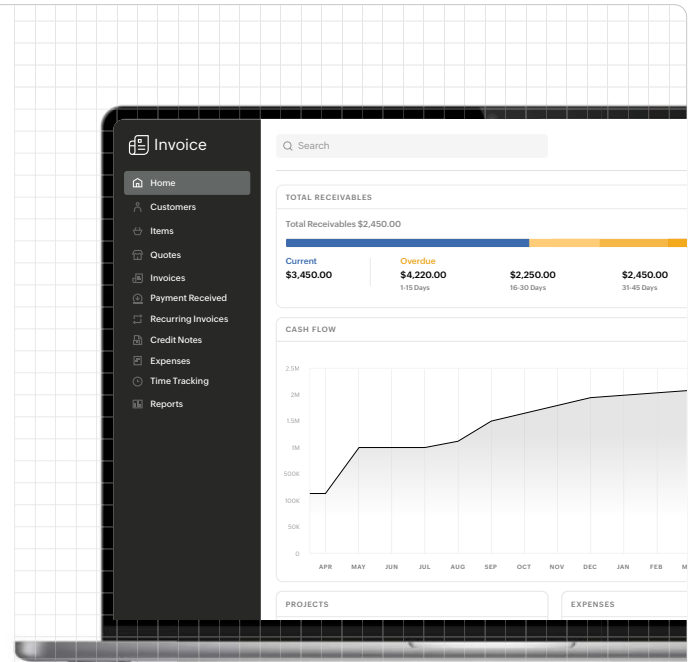 Invoice
Search
Home
Customers
Items
Quotes
Invoices
Payment Received
Recurring Invoices
Credit Notes
Expenses
Time Tracking
Reports
TOTAL RECEIVABLES
Total Receivables $2,450.00
Current
Overdue
$3,450.00
$4,220.00
$2,250.00
$2,450.00
1-15 Days
16-30 Days
31-45 Days
CASH FLOW
2.5M
2M
1.5M
1M
500K
100K
50K
0
APR MAY JUN JUL AUG SEP OCT NOV DEC JAN FEB M
PROJECTS
EXPENSES